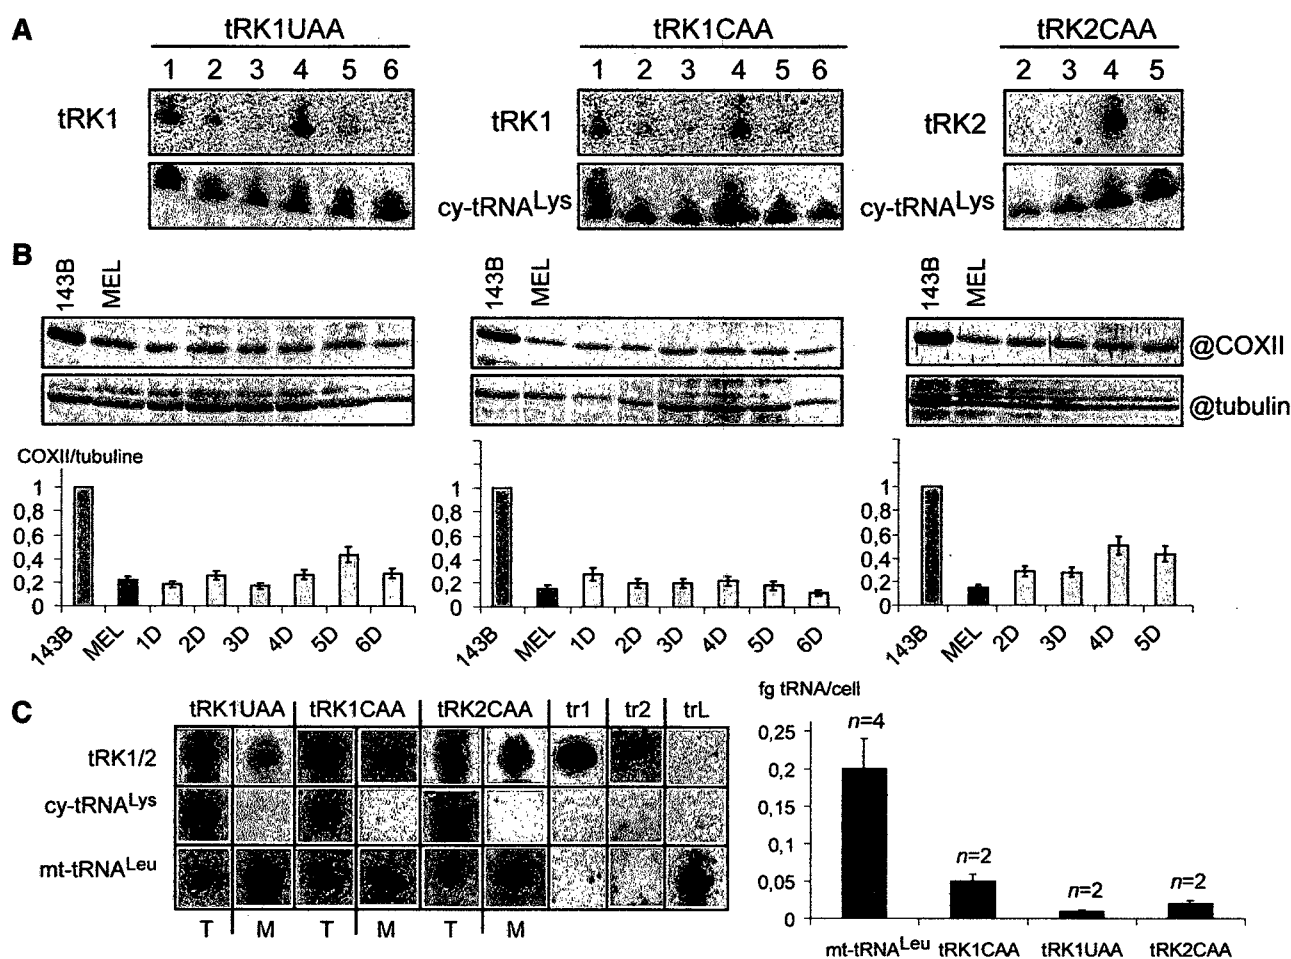 A
tRK1UAA tRK1CAA tRK2CAA
1 2 3 4 5 6 1 2 3 4 5 6 2 3 4 5
tRK1 tRK1 tRK2
cy-tRNALys cy-tRNALys
B
143B MEL 143B MEL 143B MEL
@COXII
@tubulin
COXII/tubuline
1 1 1
0,8 0,8 0,8
0,6 0,6 0,6
0,4 0,4 0,4
0,2 0,2 0,2
0 0 0
143B MEL 1D 2D 3D 4D 5D 6D 143B MEL 1D 2D 3D 4D 5D 6D 143B MEL 2D 3D 4D 5D
C
tRK1UAA tRK1CAA tRK2CAA tr1 tr2 trL
tRK1/2
cy-tRNALys
mt-tRNALeu
T M T M T M
fg tRNA/cell
0,25
0,2
0,15
0,1
0,05
0
n=4
n=2
n=2
n=2
mt-tRNALeu tRK1CAA tRK1UAA tRK2CAA